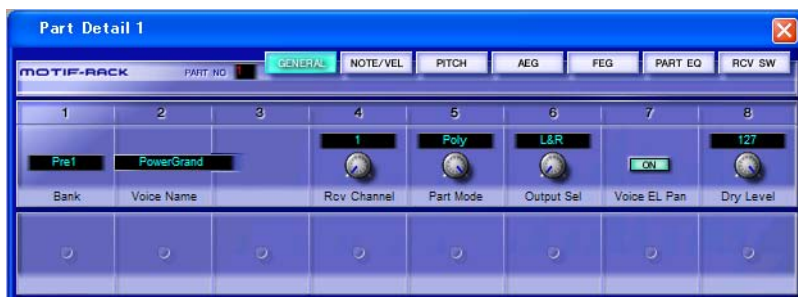 Part Detail 1
MOTIF-RACK PART NO 1 GENERAL NOTE/VEL PITCH AEG FEG PART EQ RCV SW
1 2 3 4 5 6 7 8
1 Poly L&R 127
Pre1 PowerGrand ON
Bank Voice Name Rcv Channel Part Mode Output Sel Voice EL Pan Dry Level